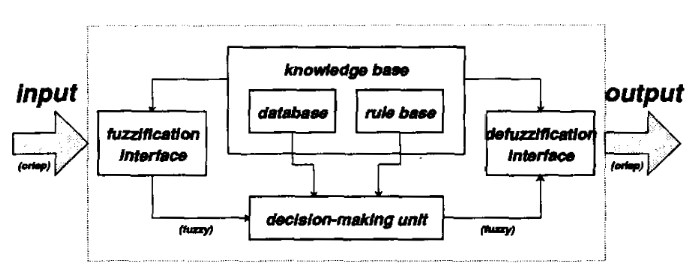 knowledge base
input
output
database
rule base
fuzzification
interface
defuzzification
interface
(crisp)
(crisp)
decision-making unit
(fuzzy)
(fuzzy)